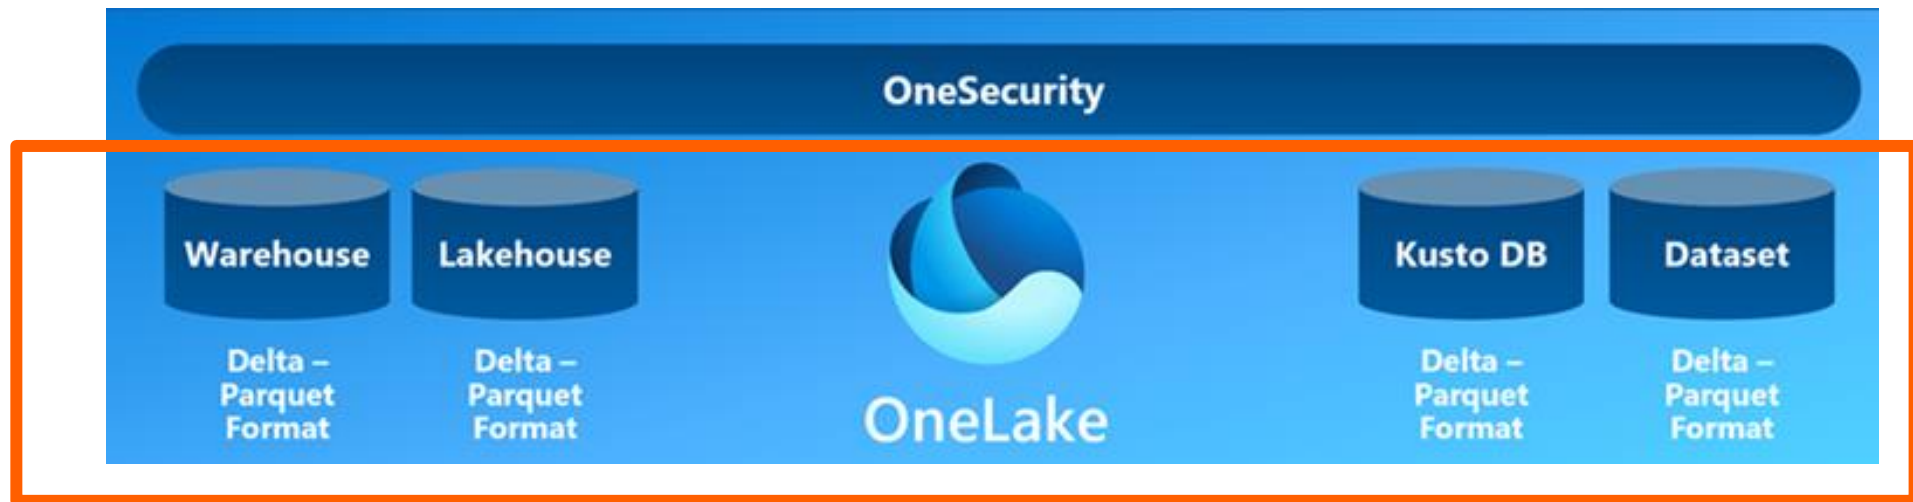 OneSecurity
Warehouse
Lakehouse
Kusto DB
Dataset
Delta –
Parquet
Format
Delta –
Parquet
Format
OneLake
Delta –
Parquet
Format
Delta –
Parquet
Format